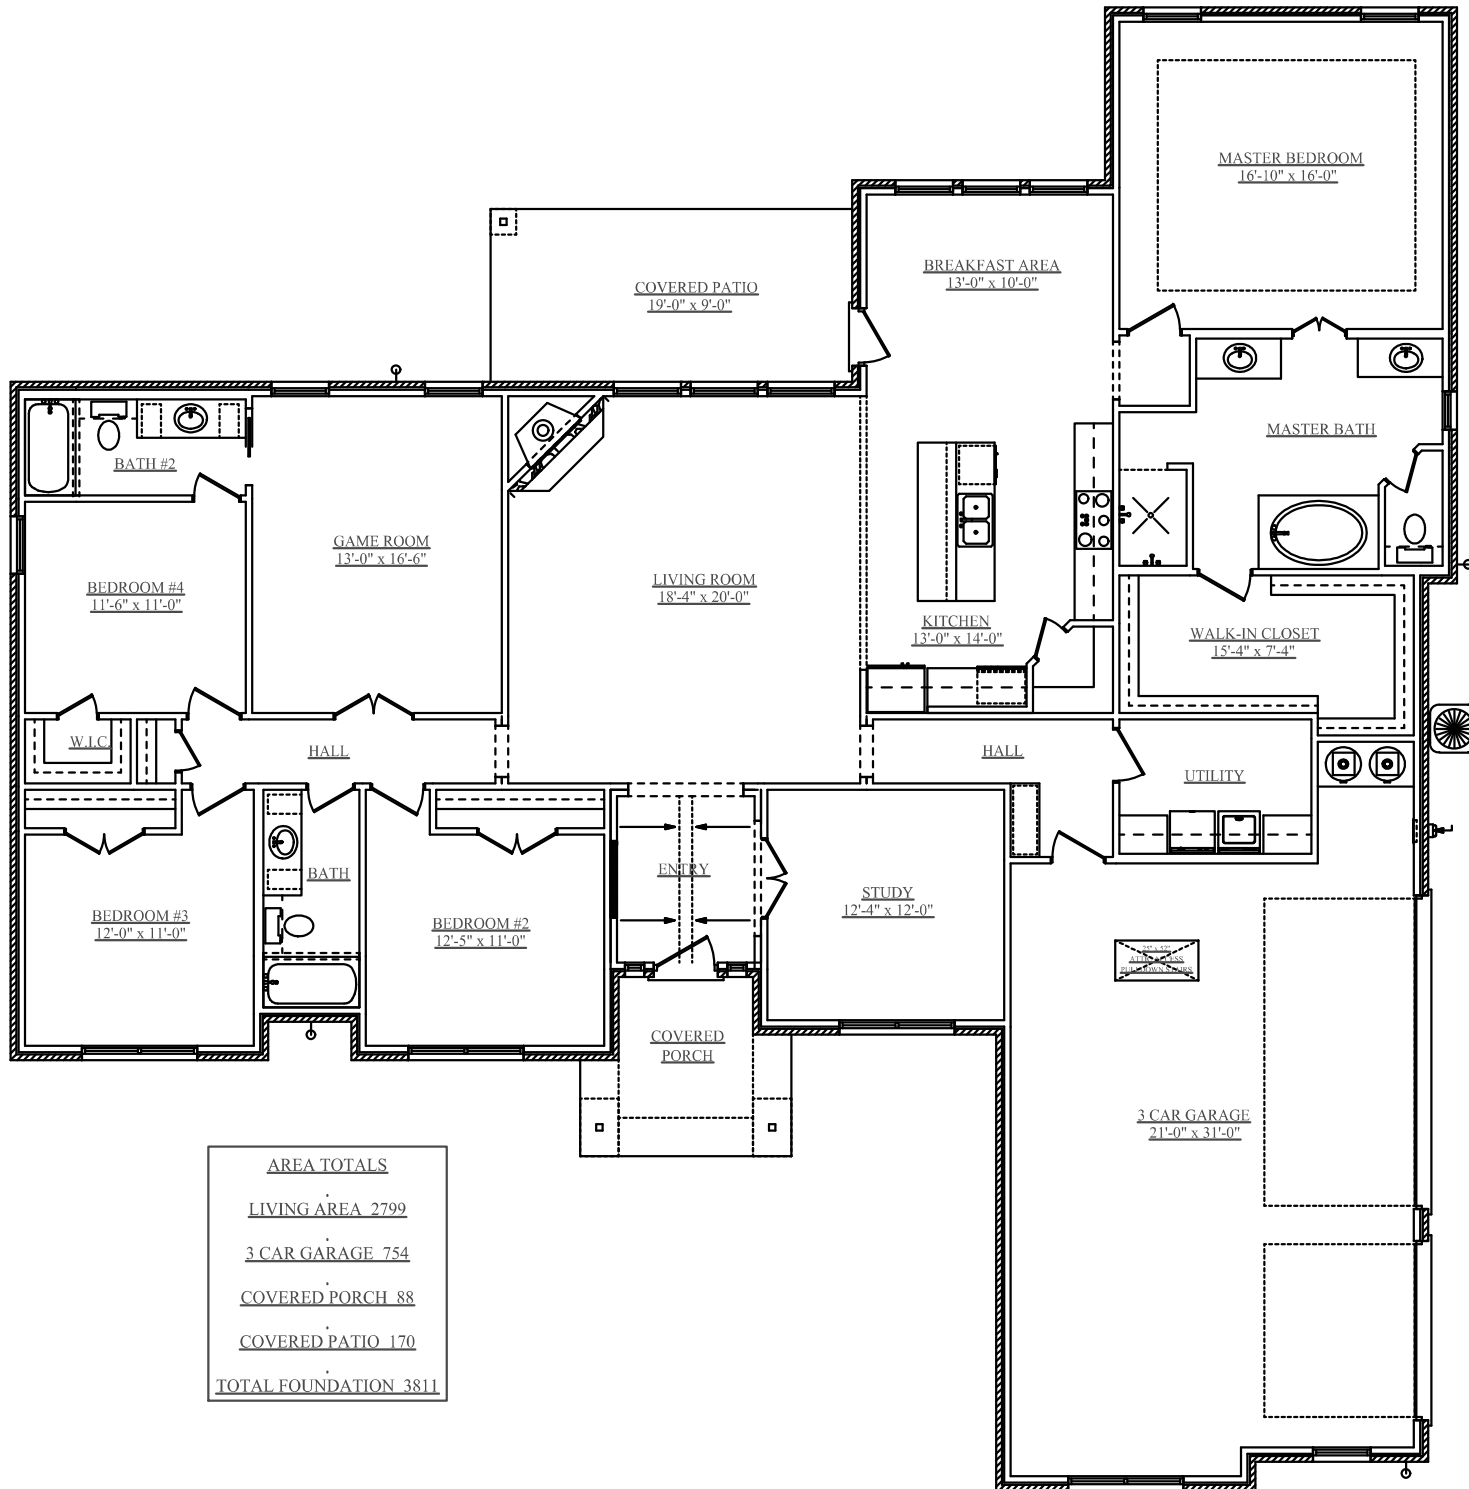 MASTER BEDROOM
16'-10" x 16'-0"
BREAKFAST AREA
13'-0" x 10'-0"
COVERED PATIO
19'-0" x 9'-0"
MASTER BATH
BATH #2
GAME ROOM
13'-0" x 16'-6"
BEDROOM #4
11'-6" x 11'-0"
LIVING ROOM
18'-4" x 20'-0"
KITCHEN
13'-0" x 14'-0"
WALK-IN CLOSET
15'-4" x 7'-4"
W.I.C.
HALL
HALL
UTILITY
BATH
ENTRY
STUDY
12'-4" x 12'-0"
BEDROOM #3
12'-0" x 11'-0"
BEDROOM #2
12'-5" x 11'-0"
ATTIC ACCESS
PULLDOWN STAIRS
COVERED
PORCH
3 CAR GARAGE
21'-0" x 31'-0"
AREA TOTALS
.
LIVING AREA 2799
.
3 CAR GARAGE 754
.
COVERED PORCH 88
.
COVERED PATIO 170
.
TOTAL FOUNDATION 3811